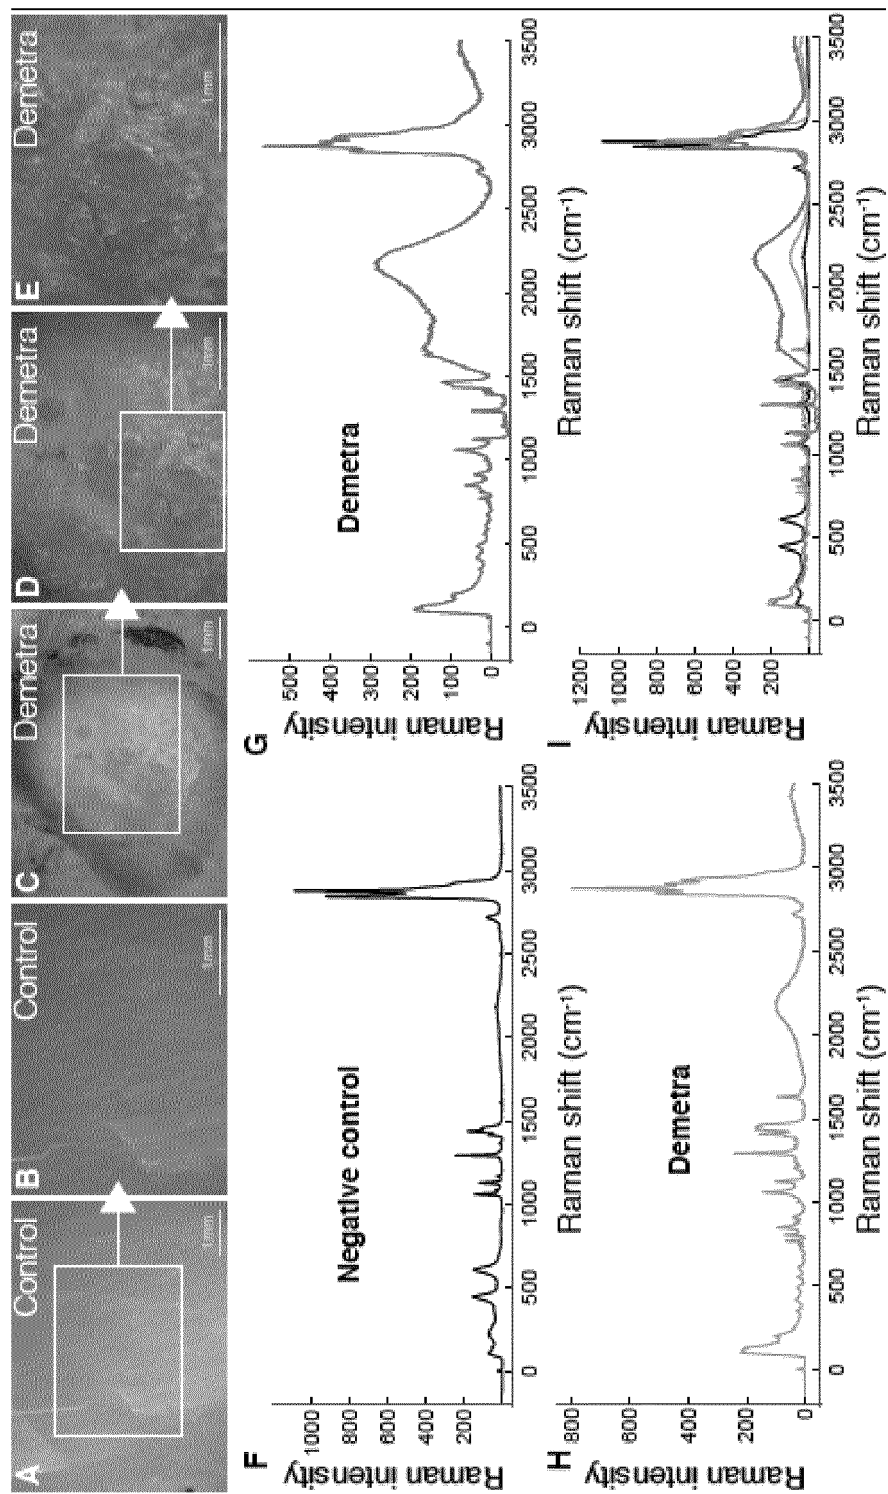 A Control 1mm
B Control 1mm
C Demetra 1mm
D Demetra 1mm
E Demetra 1mm
F
Raman intensity
1000
800
600
400
200
Negative control
0 500 1000 1500 2000 2500 3000 3500
Raman shift (cm-1)
G
Raman intensity
500
400
300
200
100
0
Demetra
0 500 1000 1500 2000 2500 3000 3500
Raman shift (cm-1)
H
Raman intensity
800
600
400
200
0
Demetra
0 500 1000 1500 2000 2500 3000 3500
Raman shift (cm-1)
I
Raman intensity
1200
1000
800
600
400
200
0 500 1000 1500 2000 2500 3000 3500
Raman shift (cm-1)